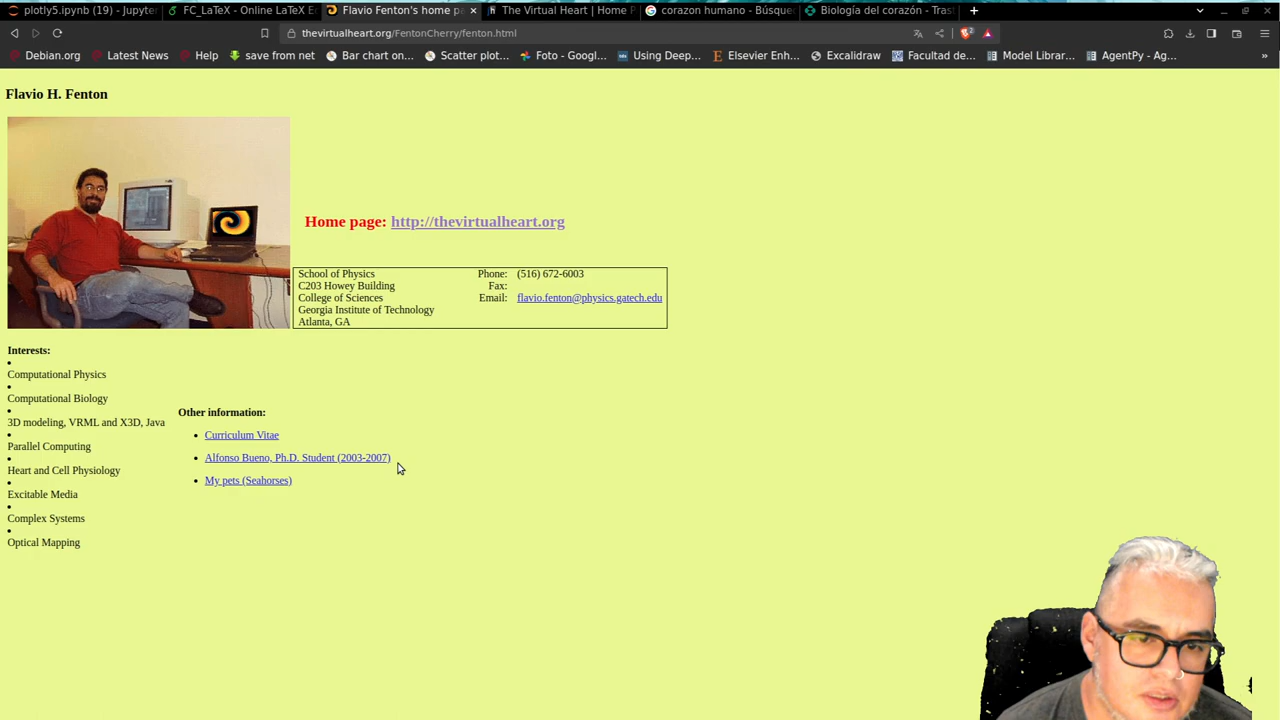 plotly5.ipynb (19) - Jupyte
FC_LaTeX - Online LaTeX E
Flavio Fenton's home p
The Virtual Heart | Home
corazon humano - Búsque
Biología del corazón - Tras
thevirtualheart.org/FentonCherry/fenton.html
Debian.org
Latest News
Help
save from net
Bar chart on...
Scatter plot...
Foto - Googl...
Using Deep...
Elsevier Enh...
Excalidraw
Facultad de...
Model Librar...
AgentPy - Ag...
Flavio H. Fenton
Home page: http://thevirtualheart.org
School of Physics Phone: (516) 672-6003
C203 Howey Building Fax:
College of Sciences Email: flavio.fenton@physics.gatech.edu
Georgia Institute of Technology
Atlanta, GA
Interests:
Computational Physics
Computational Biology
3D modeling, VRML and X3D, Java
Parallel Computing
Heart and Cell Physiology
Excitable Media
Complex Systems
Optical Mapping
Other information:
Curriculum Vitae
Alfonso Bueno, Ph.D. Student (2003-2007)
My pets (Seahorses)